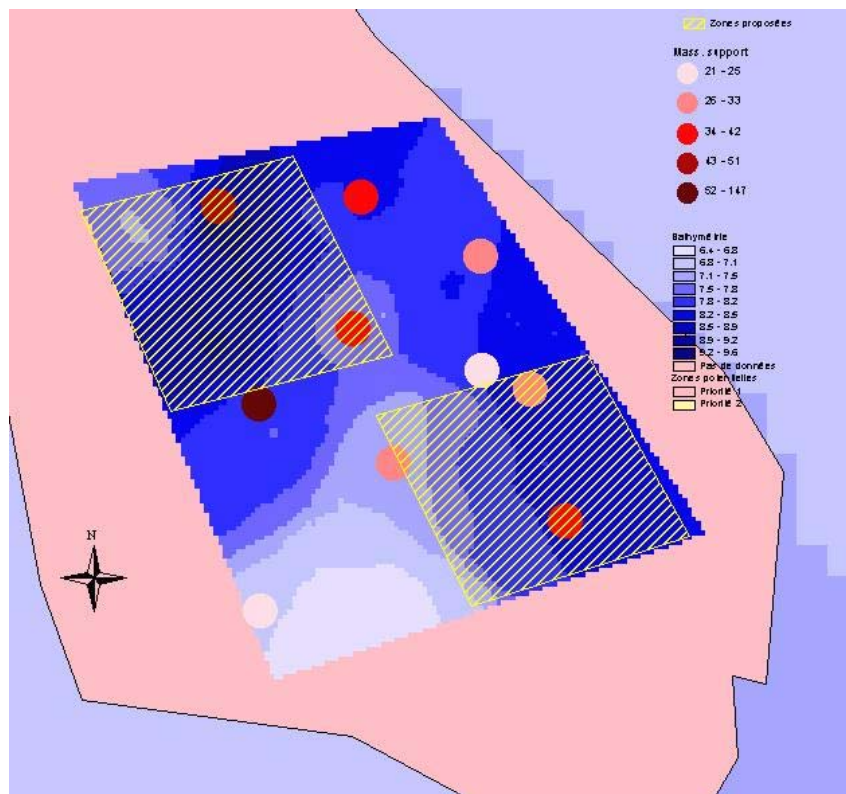 Zones proposées
Mass. support
21 - 25
26 - 33
34 - 42
43 - 51
52 - 147
Bathymétrie
6.4 - 6.8
6.8 - 7.1
7.1 - 7.5
7.5 - 7.8
7.8 - 8.2
8.2 - 8.5
8.5 - 8.9
8.9 - 9.2
9.2 - 9.6
Pas de données
Zones potentielles
Priorité 1
Priorité 2
N